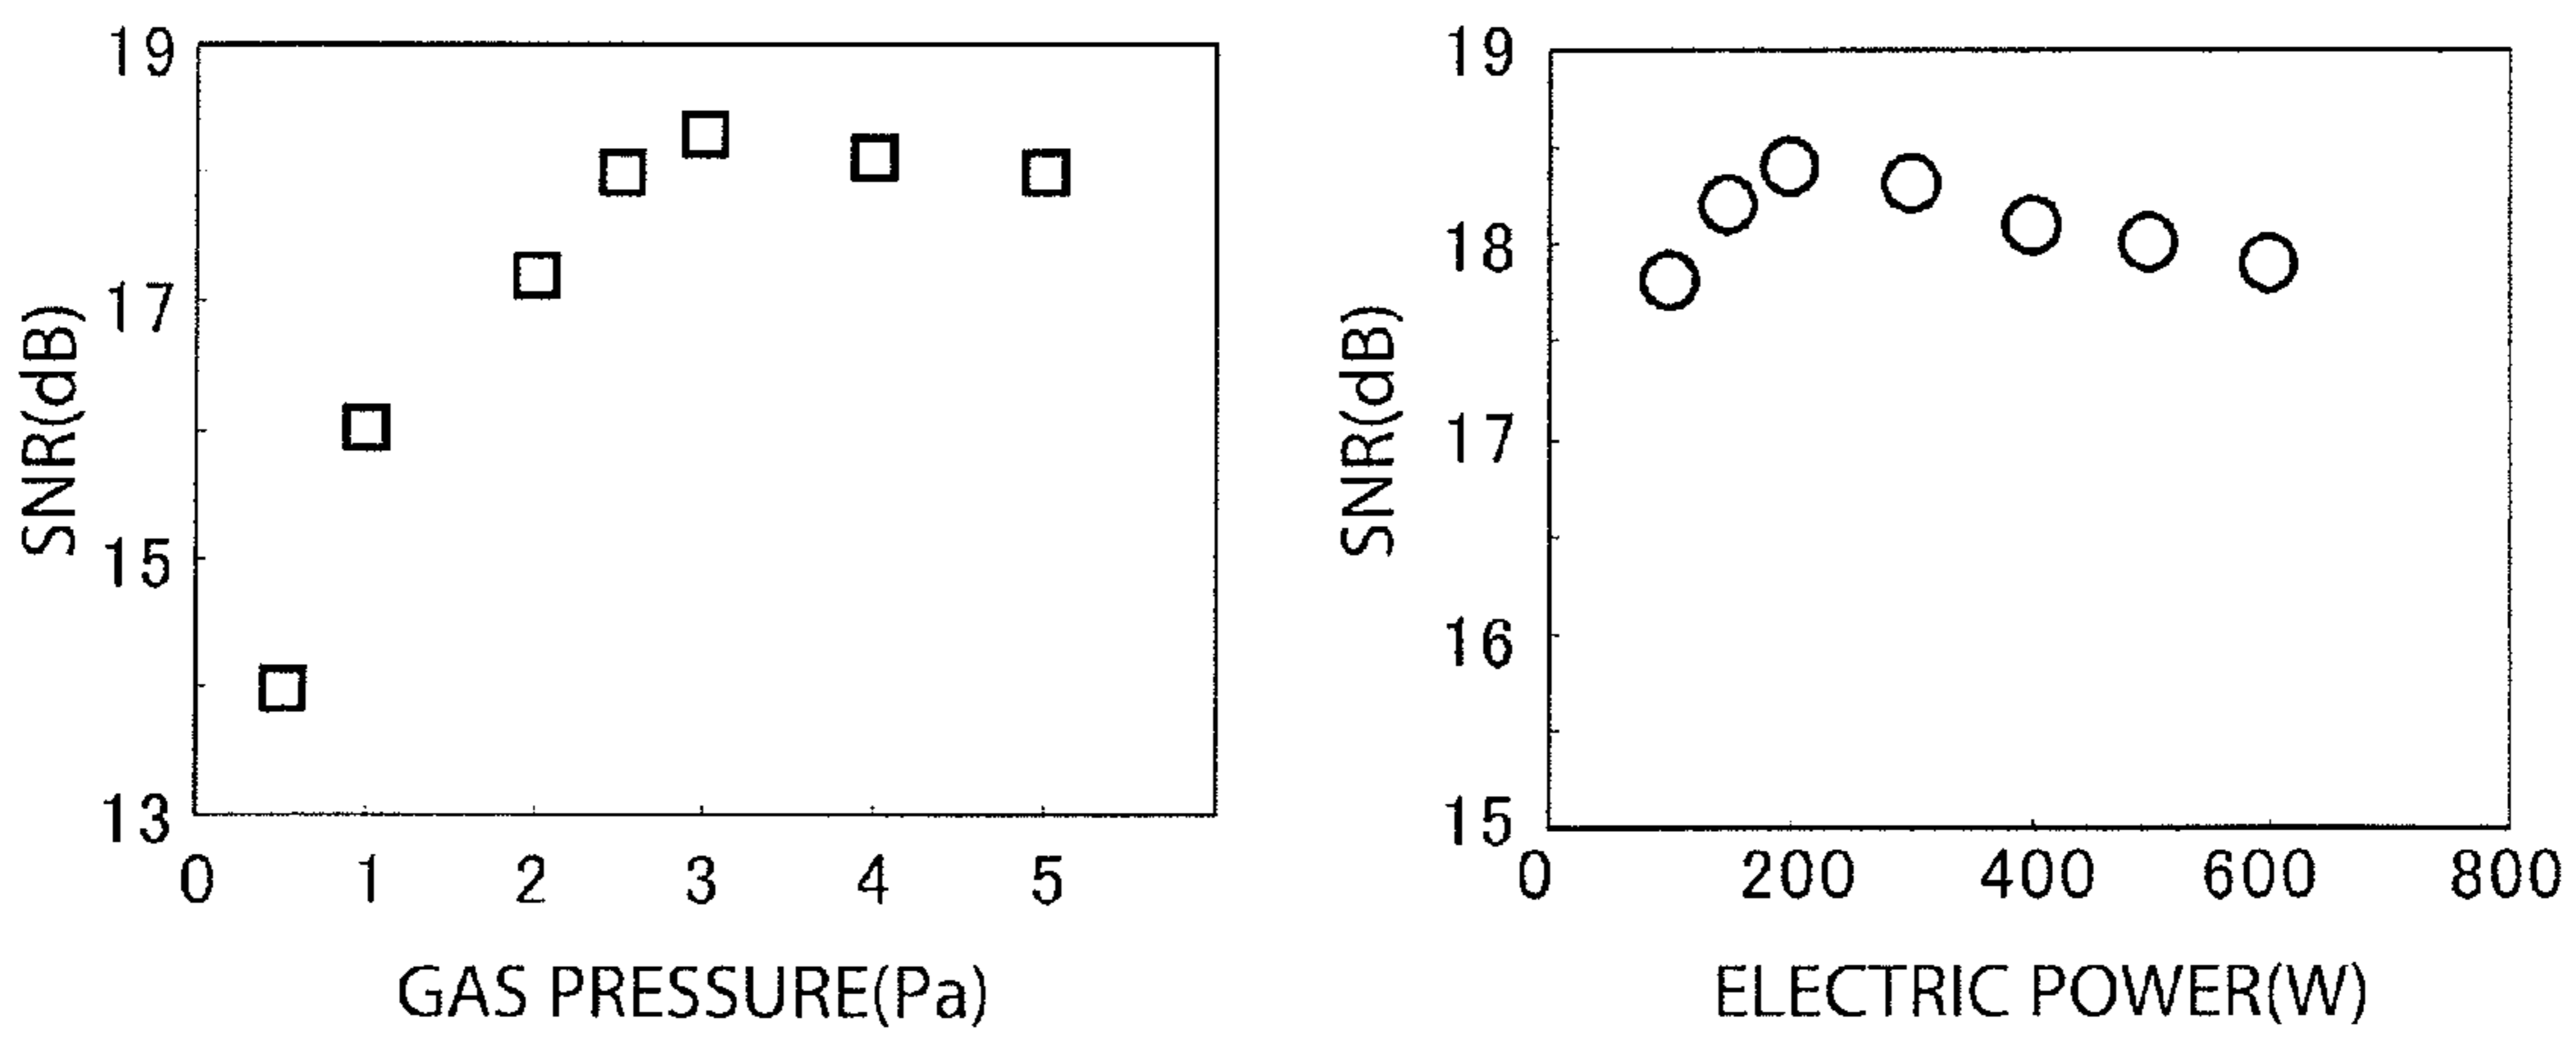 19
17
15
13
SNR(dB)
0 1 2 3 4 5
GAS PRESSURE(Pa)
19
18
17
16
15
SNR(dB)
0 200 400 600 800
ELECTRIC POWER(W)